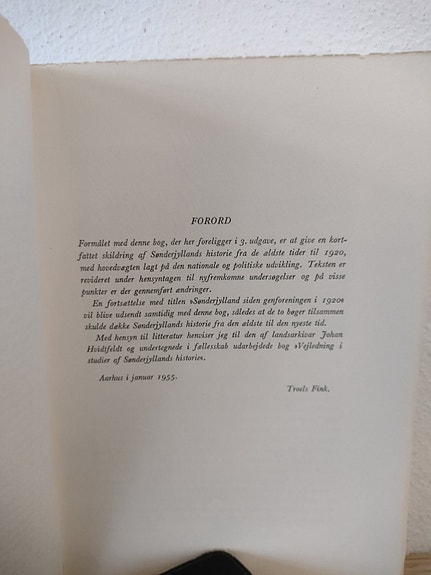 FORORD
Formålet med denne bog, der her foreligger i 3. udgave, er at give en kort-
fattet skildring af Sønderjyllands historie fra de ældste tider til 1920,
med hovedvægten lagt på den nationale og politiske udvikling. Teksten er
revideret under hensyntagen til nyfremkomne undersøgelser og på visse
punkter er der gennemført ændringer.
En fortsættelse med titlen »Sønderjylland siden genforeningen i 1920«
vil blive udsendt samtidig med denne bog, således at de to bøger tilsammen
skulde dække Sønderjyllands historie fra den ældste til den nyeste tid.
Med hensyn til litteratur henviser jeg til den af landsarkivar Johan
Hvidtfeldt og undertegnede i fællesskab udarbejdede bog »Vejledning i
studier af Sønderjyllands historie«.
Aarhus i januar 1955.
Troels Fink.